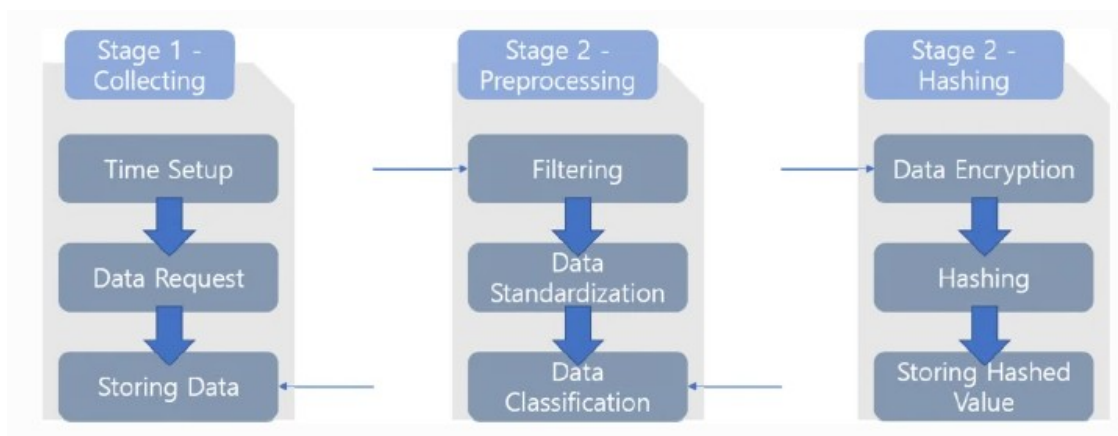 Stage 1 -
Collecting
Time Setup
Data Request
Storing Data
Stage 2 -
Preprocessing
Filtering
Data
Standardization
Data
Classification
Stage 2 -
Hashing
Data Encryption
Hashing
Storing Hashed
Value